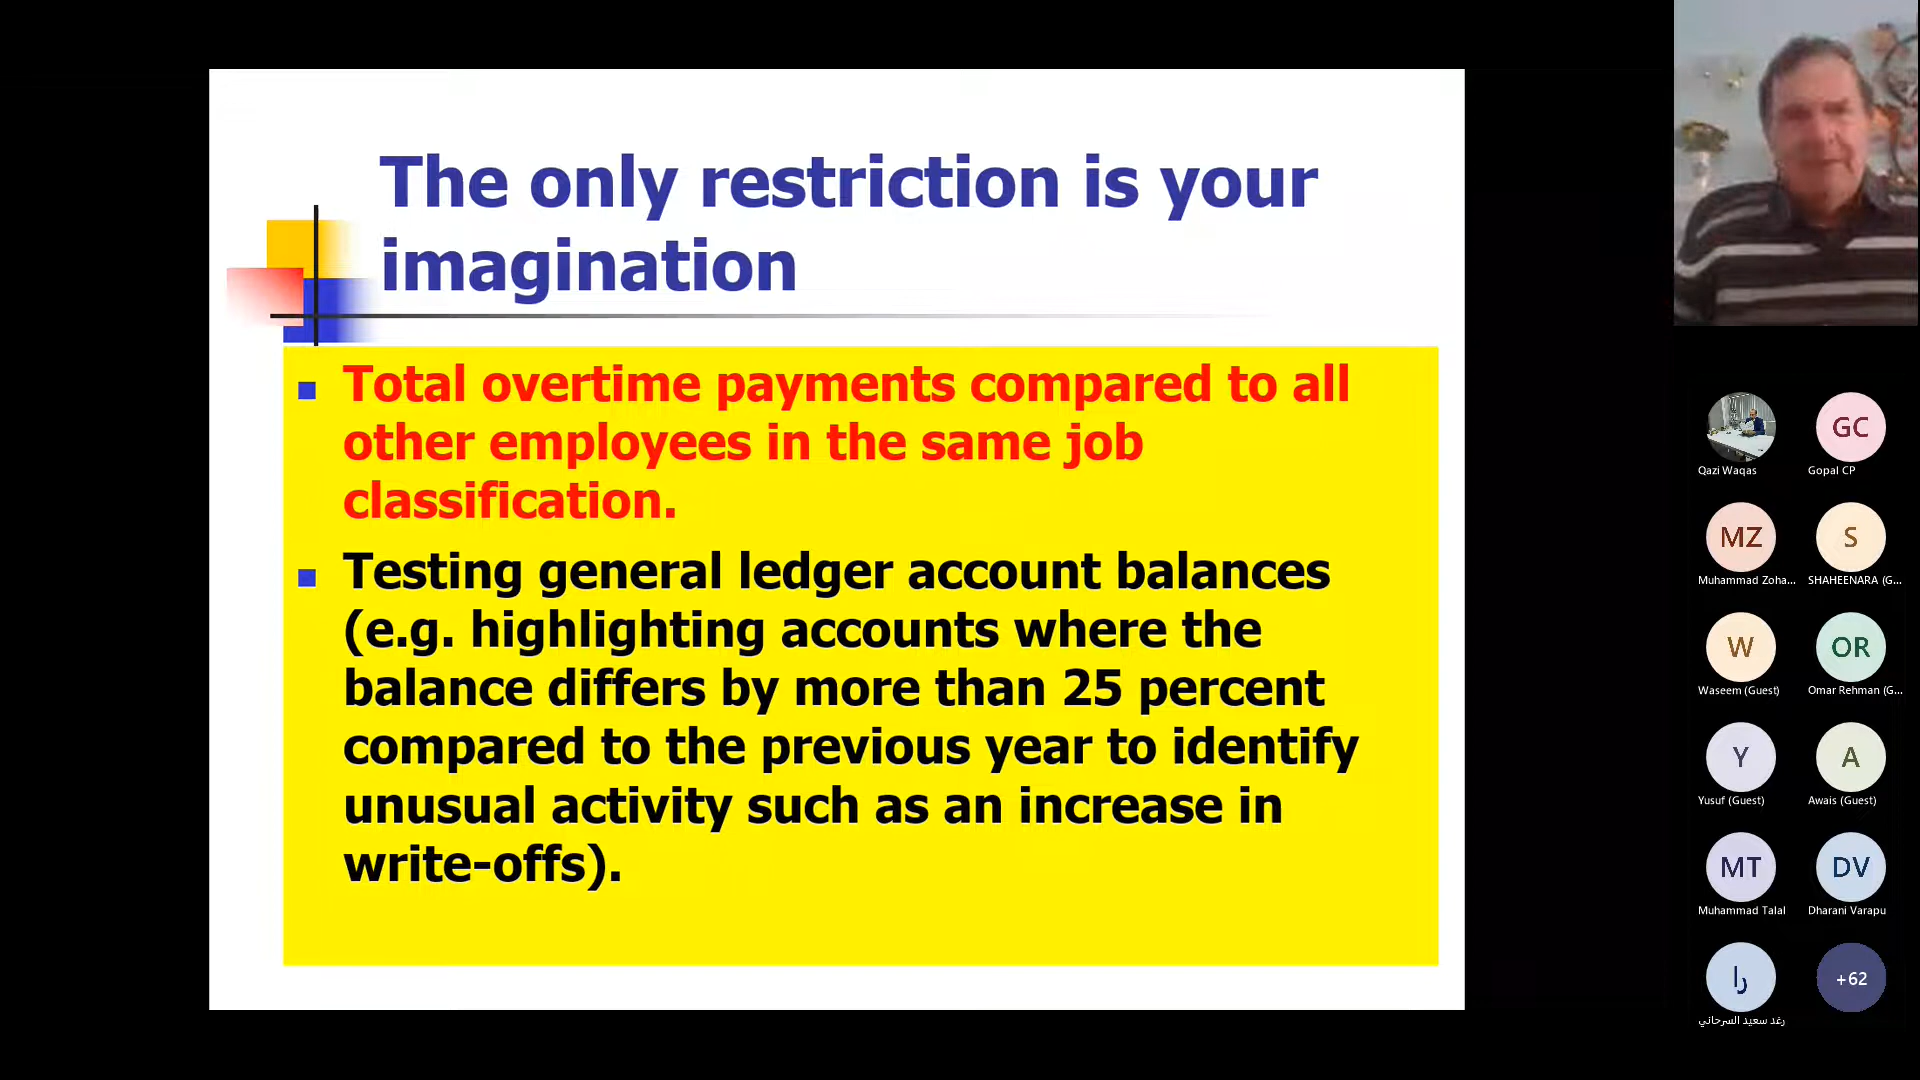 The only restriction is your
imagination
Total overtime payments compared to all
other employees in the same job
classification.
Testing general ledger account balances
(e.g. highlighting accounts where the
balance differs by more than 25 percent
compared to the previous year to identify
unusual activity such as an increase in
write-offs).
Qazi Waqas
GC
Gopal CP
MZ
Muhammad Zoha...
S
SHAHEENARA (G...
W
Waseem (Guest)
OR
Omar Rehman (G...
Y
Yusuf (Guest)
A
Awais (Guest)
MT
Muhammad Talal
DV
Dharani Varapu
را
رغد سعيد السرحاني
+62